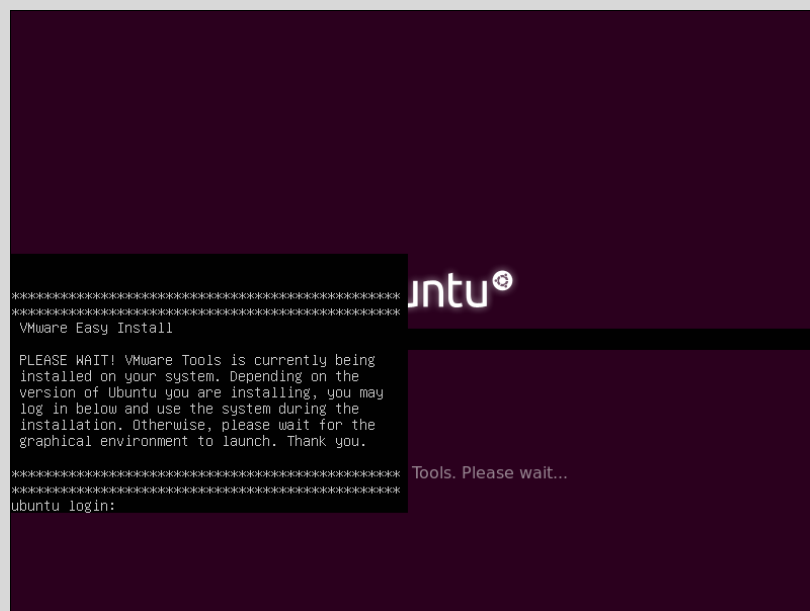 untu
**************************************************
**************************************************
VMware Easy Install
PLEASE WAIT! VMware Tools is currently being
installed on your system. Depending on the
version of Ubuntu you are installing, you may
log in below and use the system during the
installation. Otherwise, please wait for the
graphical environment to launch. Thank you.
**************************************************
Tools. Please wait...
**************************************************
ubuntu login: